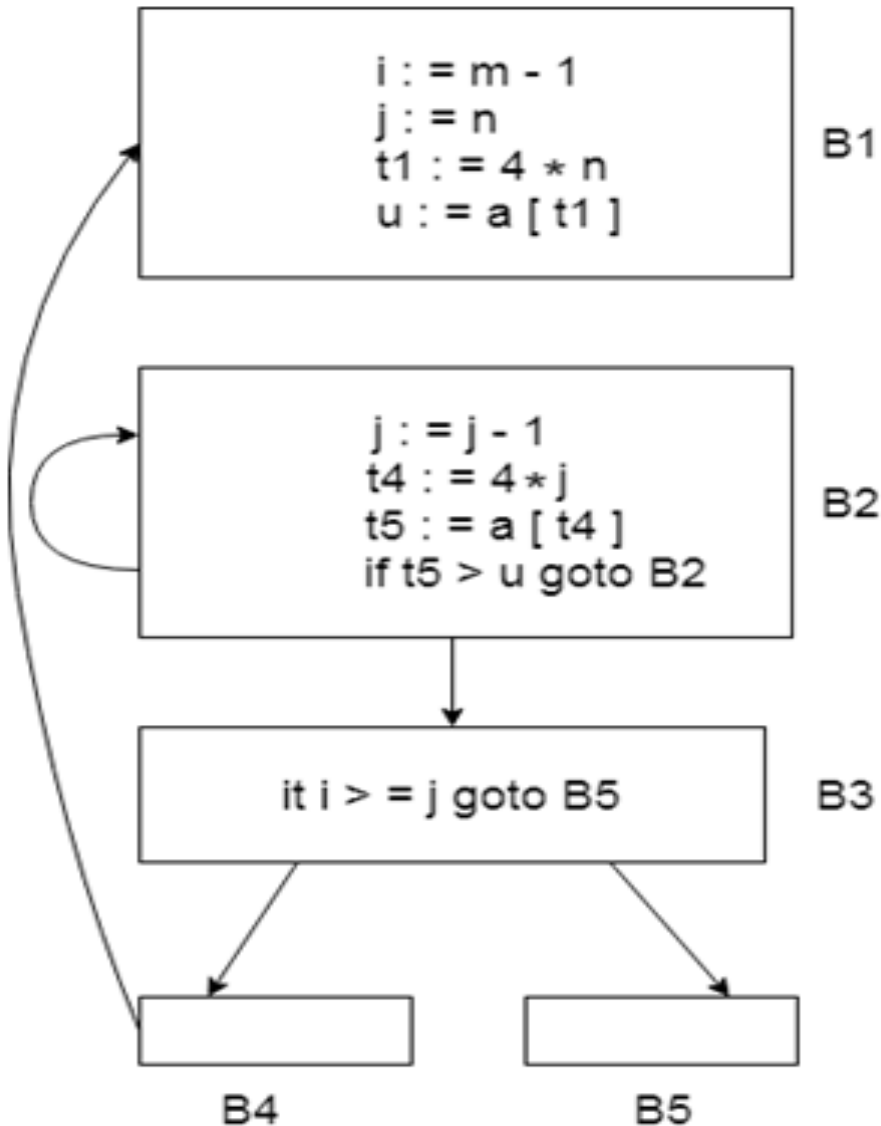 i : = m - 1
j : = n
t1 : = 4 * n
u : = a [ t1 ]
B1
j : = j - 1
t4 : = 4 * j
t5 : = a [ t4 ]
if t5 > u goto B2
B2
it i > = j goto B5
B3
B4
B5